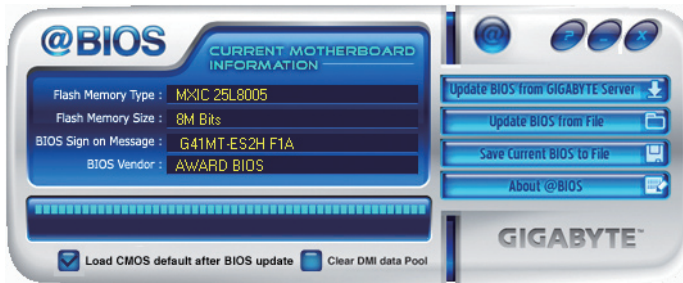 @BIOS
CURRENT MOTHERBOARD
INFORMATION
Flash Memory Type : MXIC 25L8005
Flash Memory Size : 8M Bits
BIOS Sign on Message : G41MT-ES2H F1A
BIOS Vendor : AWARD BIOS
Load CMOS default after BIOS update
Clear DMI data Pool
@ ? _ X
Update BIOS from GIGABYTE Server
Update BIOS from File
Save Current BIOS to File
About @BIOS
GIGABYTE™